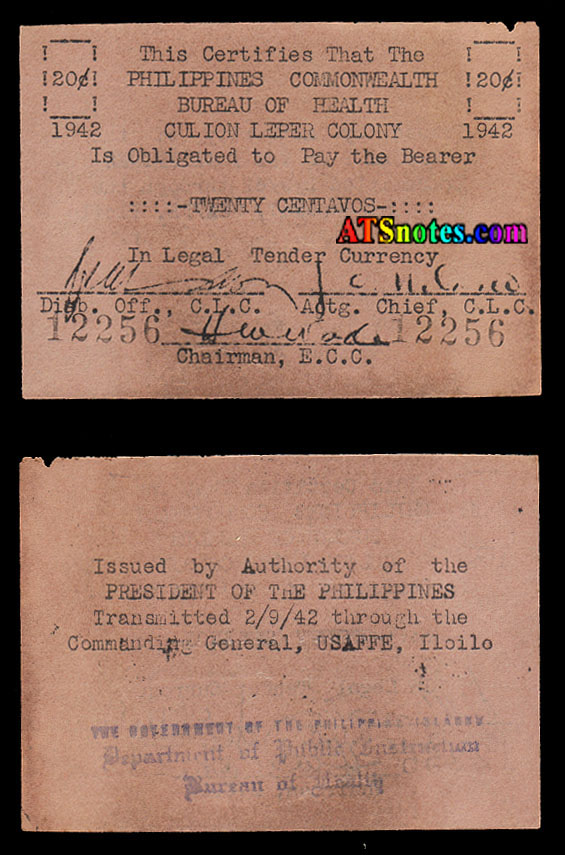 This Certifies That The
!20¢! PHILIPPINES COMMONWEALTH !20¢!
BUREAU OF HEALTH
1942 CULION LEPER COLONY 1942
Is Obligated to Pay the Bearer
::::-TWENTY CENTAVOS-::::
ATSnotes.com
In Legal Tender Currency
Disb. Off., C.L.C. Actg. Chief, C.L.C.
12256 H W Wade 12256
Chairman, E.C.C.
Issued by Authority of the
PRESIDENT OF THE PHILIPPINES
Transmitted 2/9/42 through the
Commanding General, USAFFE, Iloilo
THE GOVERNMENT OF THE PHILIPPINE ISLANDS
Department of Public Instruction
Bureau of Health